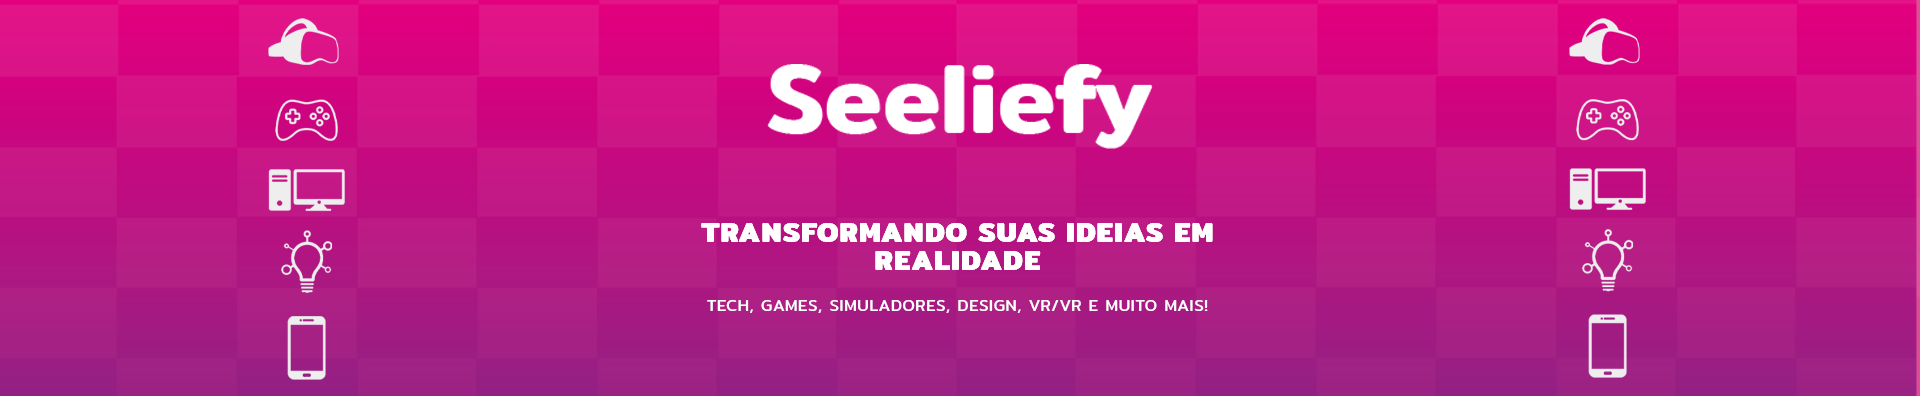 Seeliefy
TRANSFORMANDO SUAS IDEIAS EM
REALIDADE
TECH, GAMES, SIMULADORES, DESIGN, VR/VR E MUITO MAIS!